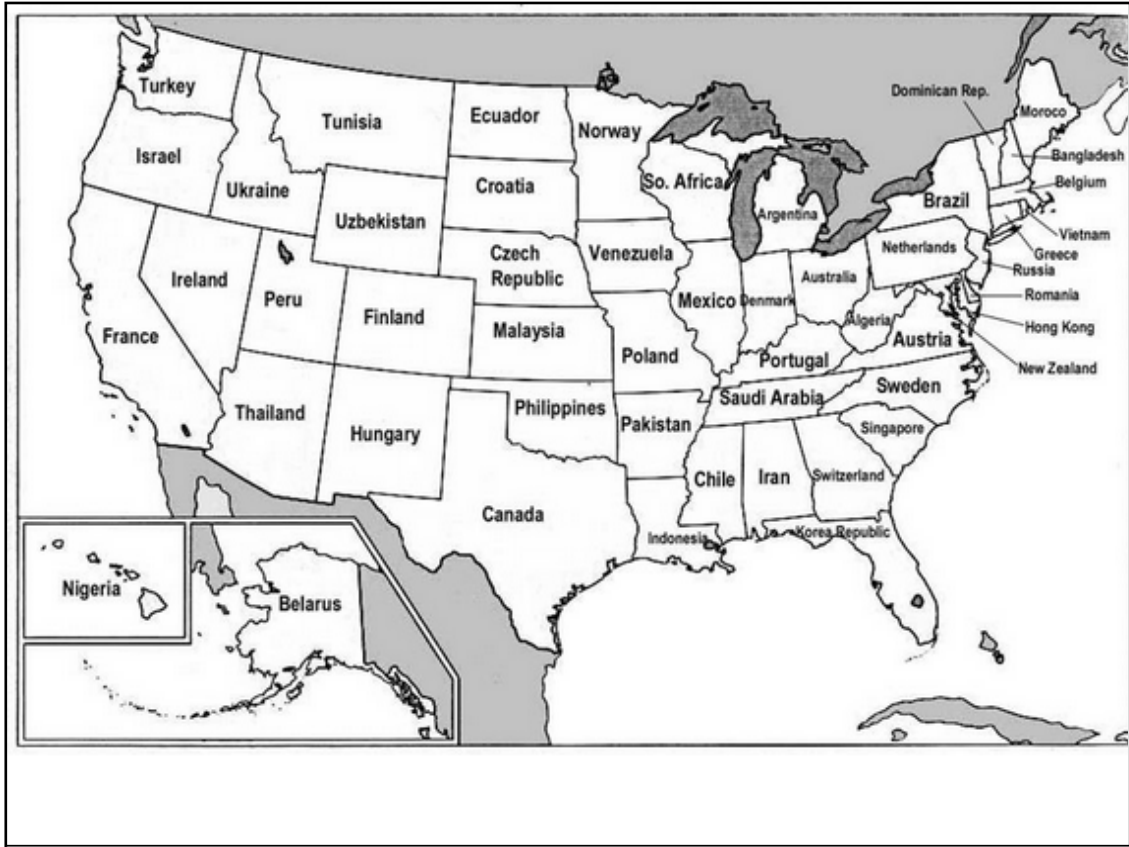 Dominican Rep.
Turkey
Ecuador
Moroco
Tunisia
Norway
Israel
Bangladesh
So. Africa
Belgium
Croatia
Ukraine
Brazil
Argentina
Uzbekistan
Vietnam
Netherlands
Czech
Republic
Venezuela
Greece
Ireland
Australia
Russia
Peru
Mexico
Denmark
Romania
Finland
Algeria
Hong Kong
Malaysia
France
Austria
Poland
Portugal
New Zealand
Sweden
Saudi Arabia
Philippines
Thailand
Pakistan
Singapore
Hungary
Chile
Iran
Switzerland
Canada
Korea Republic
Indonesia
Nigeria
Belarus